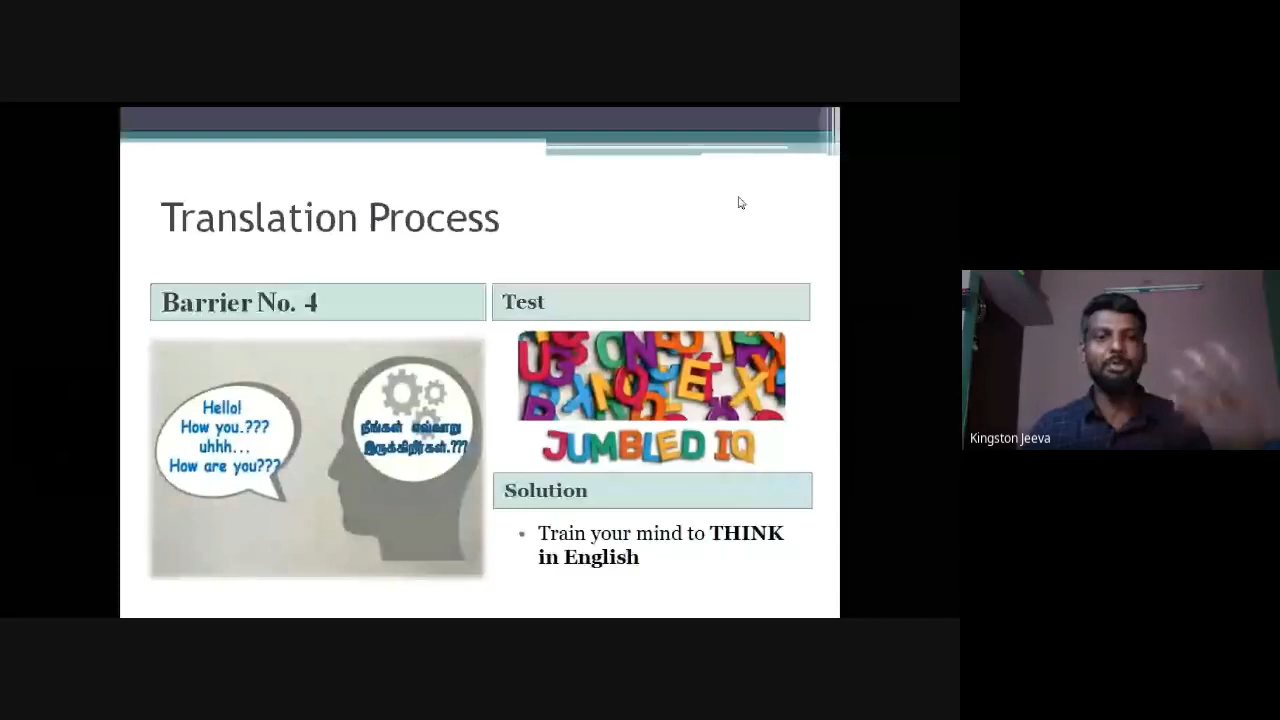 Translation Process
Barrier No. 4
Test
Hello!
How you.???
uhhh...
How are you???
நீங்கள் எவ்வாறு
இருக்கிறீர்கள்.???
JUMBLED IQ
Solution
• Train your mind to THINK
in English
Kingston Jeeva